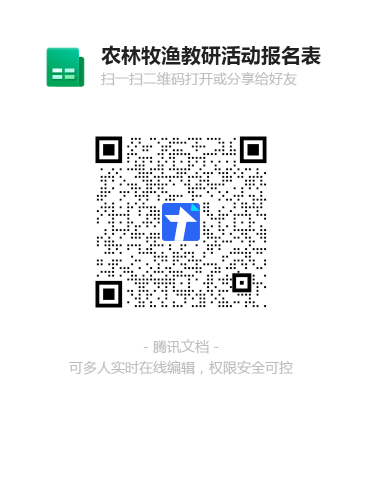 农林牧渔教研活动报名表
扫一扫二维码打开或分享给好友
- 腾讯文档 -
可多人实时在线编辑，权限安全可控